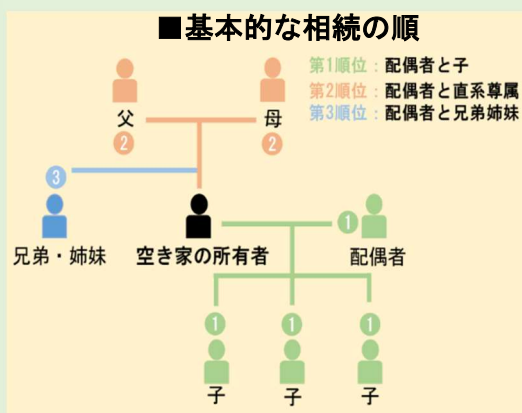 ■基本的な相続の順
第1順位：配偶者と子
第2順位：配偶者と直系尊属
第3順位：配偶者と兄弟姉妹
父
母
2
2
3
1
兄弟・姉妹
空き家の所有者
配偶者
1
1
1
子
子
子